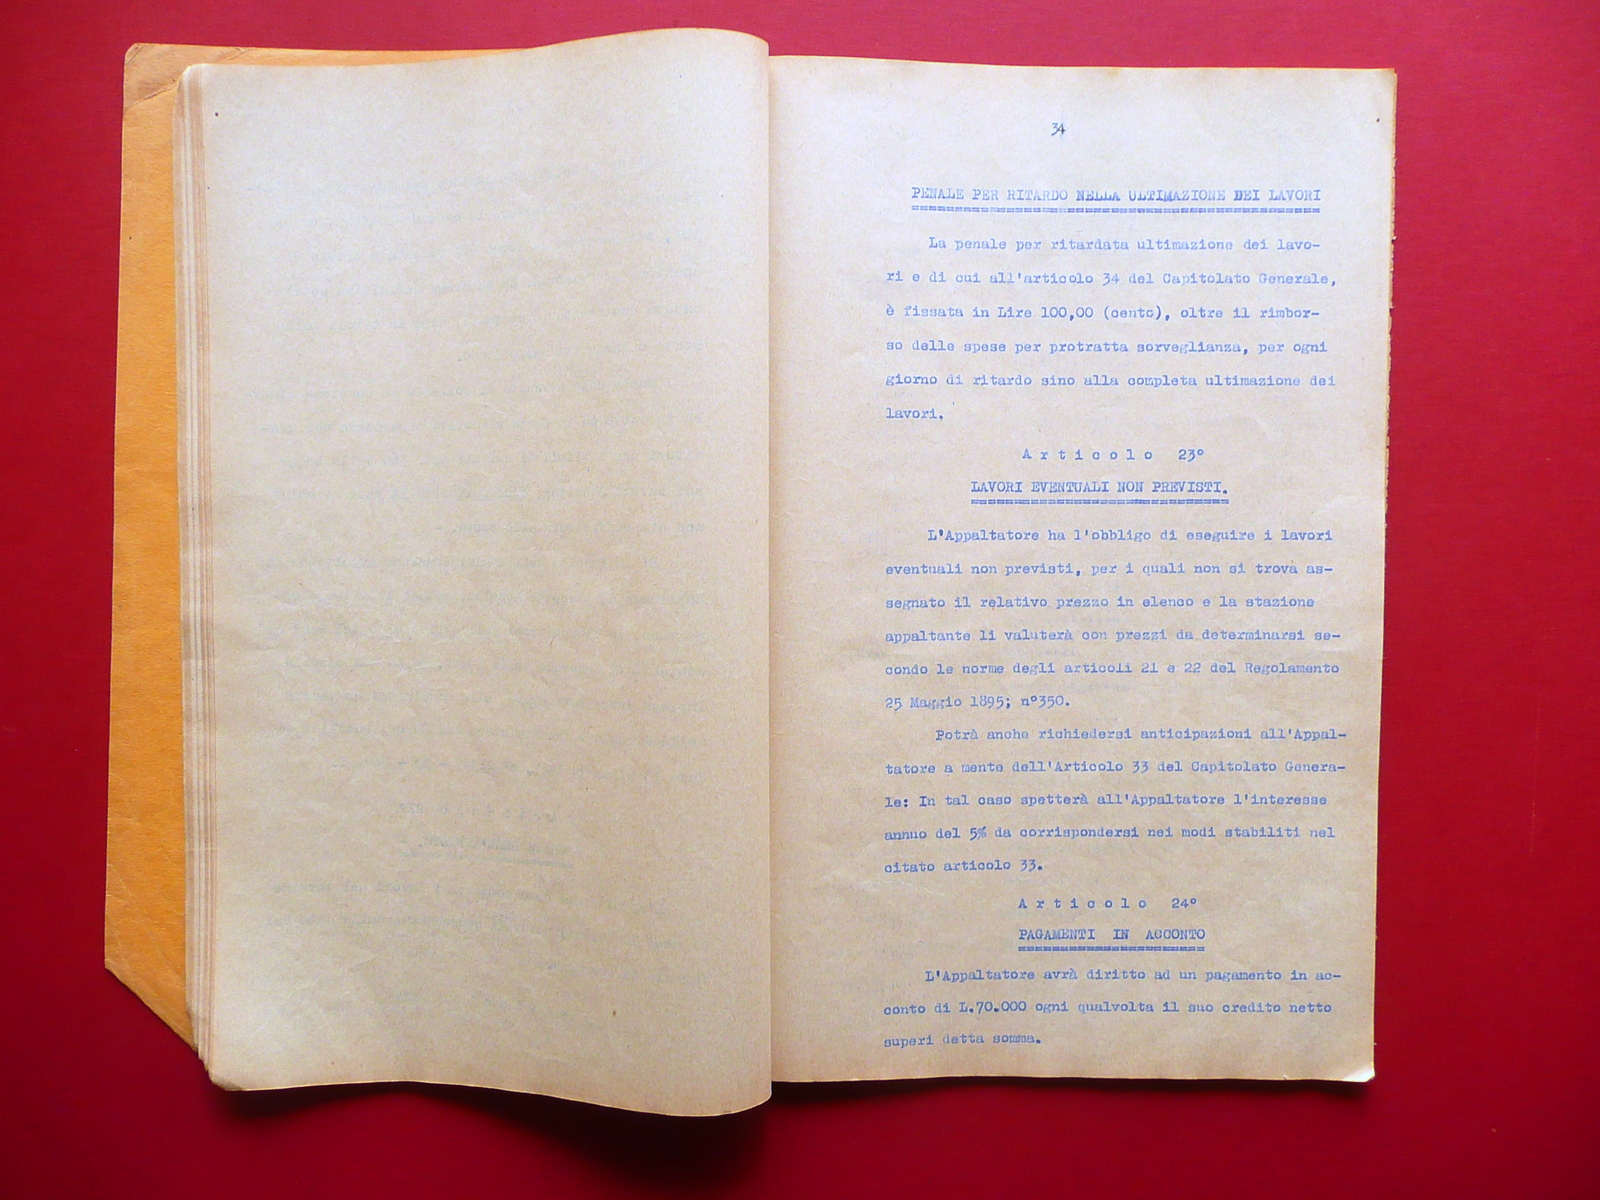 34
PENALE PER RITARDO NELLA ULTIMAZIONE DEI LAVORI
La penale per ritardata ultimazione dei lavo-
ri e di cui all'articolo 34 del Capitolato Generale,
è fissata in Lire 100,00 (cento), oltre il rimbor-
so delle spese per protratta sorveglianza, per ogni
giorno di ritardo sino alla completa ultimazione dei
lavori.
Articolo 23°
LAVORI EVENTUALI NON PREVISTI.
L'Appaltatore ha l'obbligo di eseguire i lavori
eventuali non previsti, per i quali non si trova as-
segnato il relativo prezzo in elenco e la stazione
appaltante li valuterà con prezzi da determinarsi se-
condo le norme degli articoli 21 e 22 del Regolamento
25 Maggio 1895; n°350.
Potrà anche richiedersi anticipazioni all'Appal-
tatore a mente dell'Articolo 33 del Capitolato Genera-
le: In tal caso spetterà all'Appaltatore l'interesse
annuo del 5% da corrispondersi nei modi stabiliti nel
citato articolo 33.
Articolo 24°
PAGAMENTI IN ACCONTO
L'Appaltatore avrà diritto ad un pagamento in ac-
conto di L.70.000 ogni qualvolta il suo credito netto
superi detta somma.